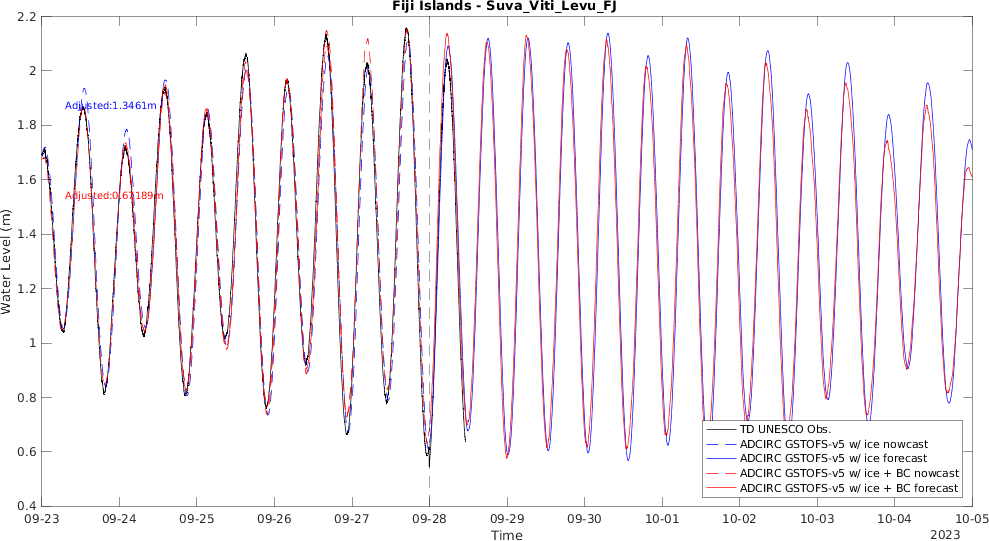 Fiji Islands - Suva_Viti_Levu_FJ
2.2
2
1.8
1.6
1.4
1.2
1
0.8
0.6
0.4
Water Level (m)
Adjusted:1.3461m
Adjusted:0.67189m
TD UNESCO Obs.
ADCIRC GSTOFS-v5 w/ ice nowcast
ADCIRC GSTOFS-v5 w/ ice forecast
ADCIRC GSTOFS-v5 w/ ice + BC nowcast
ADCIRC GSTOFS-v5 w/ ice + BC forecast
09-23 09-24 09-25 09-26 09-27 09-28 09-29 09-30 10-01 10-02 10-03 10-04 10-05
Time
2023